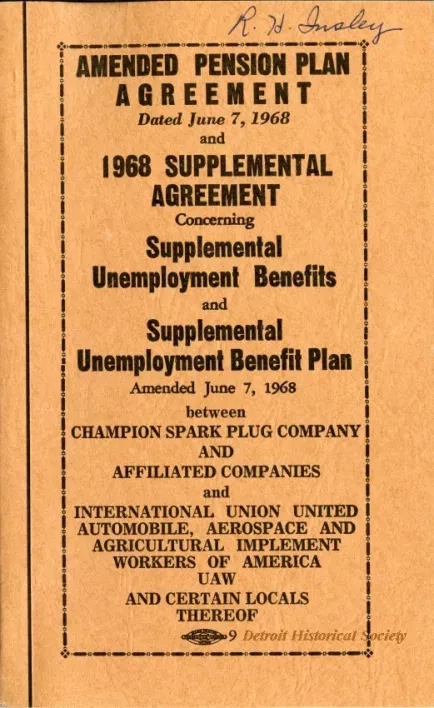 R. H. Insley
AMENDED PENSION PLAN
AGREEMENT
Dated June 7, 1968
and
1968 SUPPLEMENTAL
AGREEMENT
Concerning
Supplemental
Unemployment Benefits
and
Supplemental
Unemployment Benefit Plan
Amended June 7, 1968
between
CHAMPION SPARK PLUG COMPANY
AND
AFFILIATED COMPANIES
and
INTERNATIONAL UNION UNITED
AUTOMOBILE, AEROSPACE AND
AGRICULTURAL IMPLEMENT
WORKERS OF AMERICA
UAW
AND CERTAIN LOCALS
THEREOF
9 Detroit Historical Society